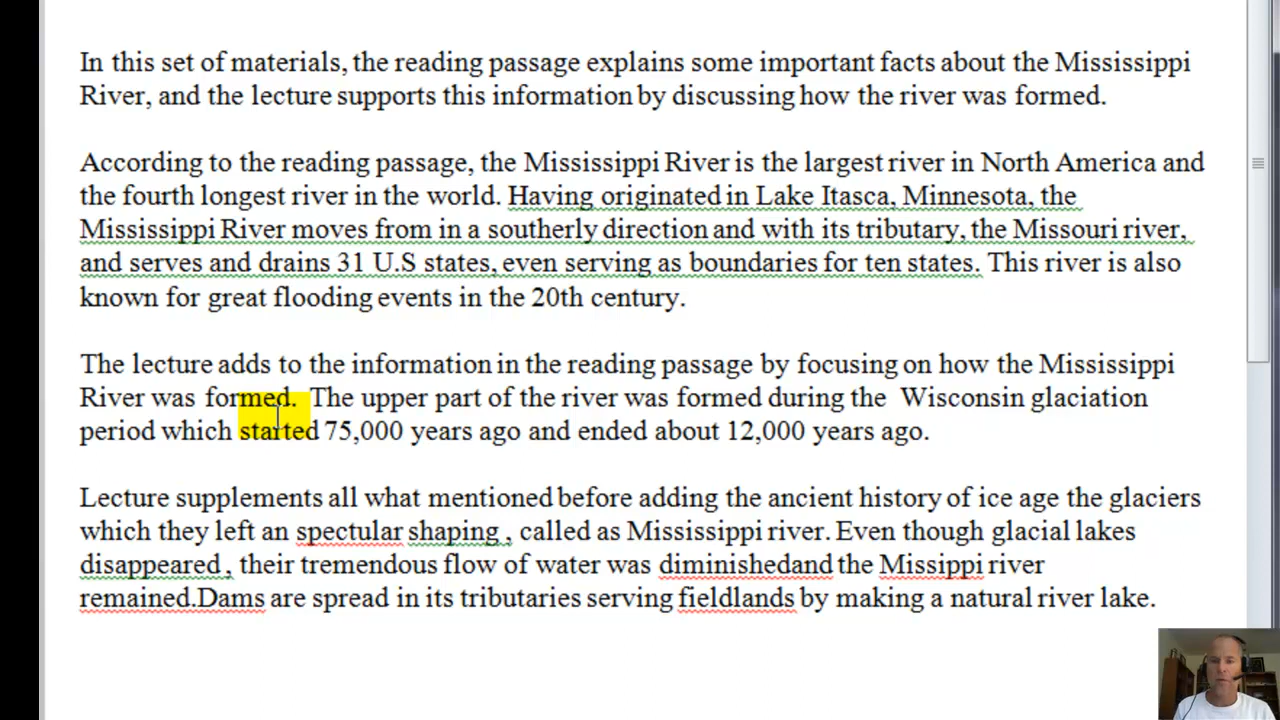 In this set of materials, the reading passage explains some important facts about the Mississippi
River, and the lecture supports this information by discussing how the river was formed.
According to the reading passage, the Mississippi River is the largest river in North America and
the fourth longest river in the world. Having originated in Lake Itasca, Minnesota, the
Mississippi River moves from in a southerly direction and with its tributary, the Missouri river,
and serves and drains 31 U.S states, even serving as boundaries for ten states. This river is also
known for great flooding events in the 20th century.
The lecture adds to the information in the reading passage by focusing on how the Mississippi
River was formed. The upper part of the river was formed during the Wisconsin glaciation
period which started 75,000 years ago and ended about 12,000 years ago.
Lecture supplements all what mentioned before adding the ancient history of ice age the glaciers
which they left an spectular shaping , called as Mississippi river. Even though glacial lakes
disappeared , their tremendous flow of water was diminishedand the Missippi river
remained.Dams are spread in its tributaries serving fieldlands by making a natural river lake.